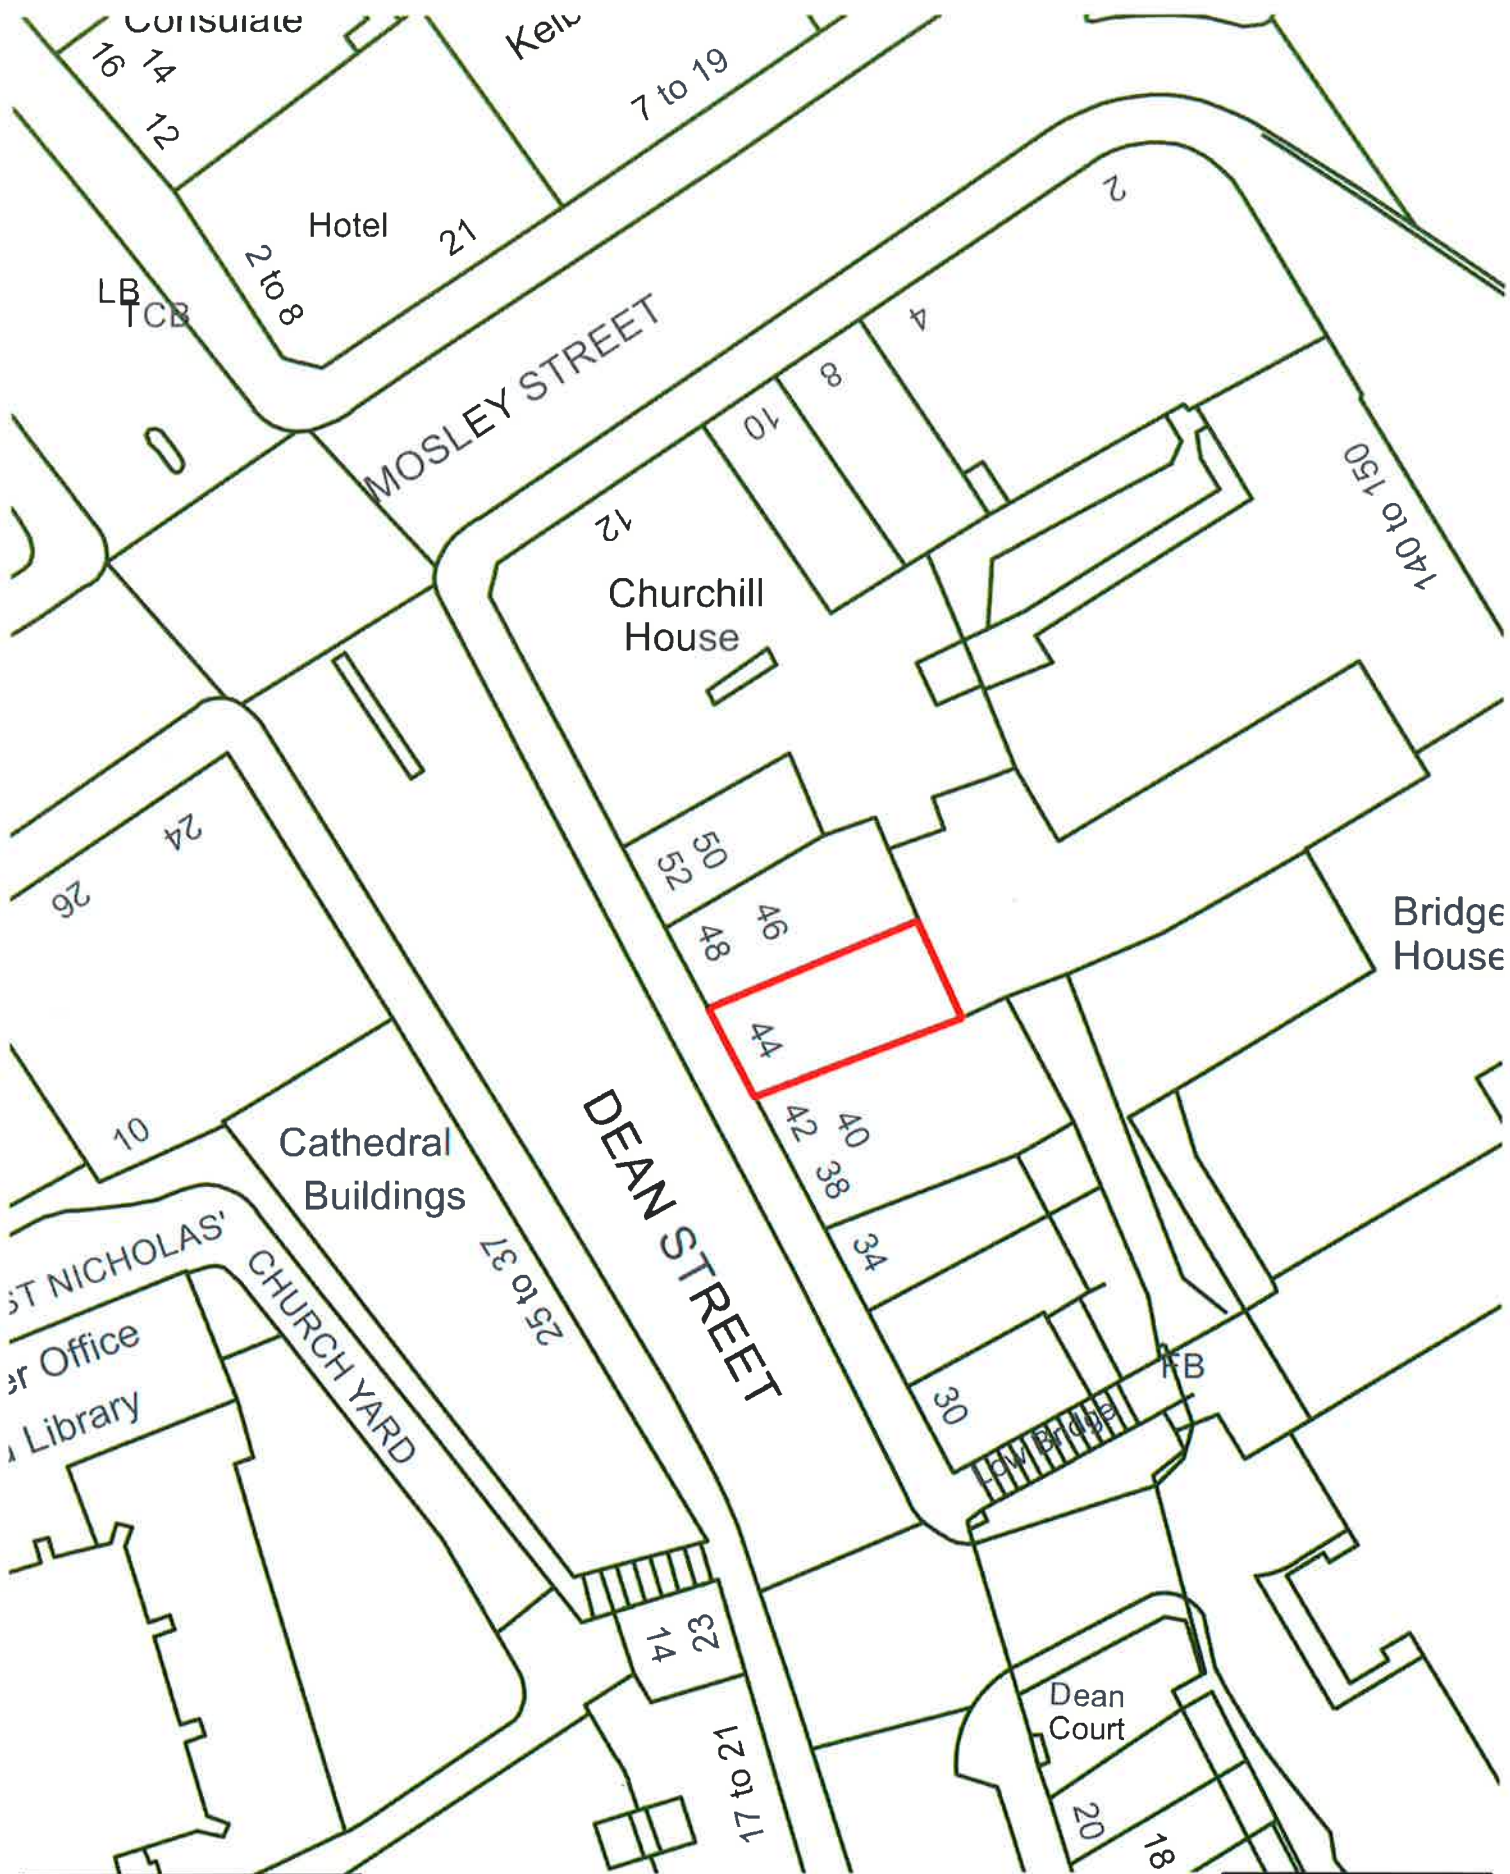 Consulate
16
14
12
7 to 19
Hotel
21
2 to 8
LB
TCB
MOSLEY STREET
2
4
8
10
12
140 to 150
Churchill
House
24
26
50
52
46
48
44
Bridge
House
42
40
38
34
30
10
Cathedral
Buildings
25 to 37
DEAN STREET
ST NICHOLAS'
CHURCH YARD
er Office
Library
FB
Low Bridge
14
23
17 to 21
Dean
Court
20
18